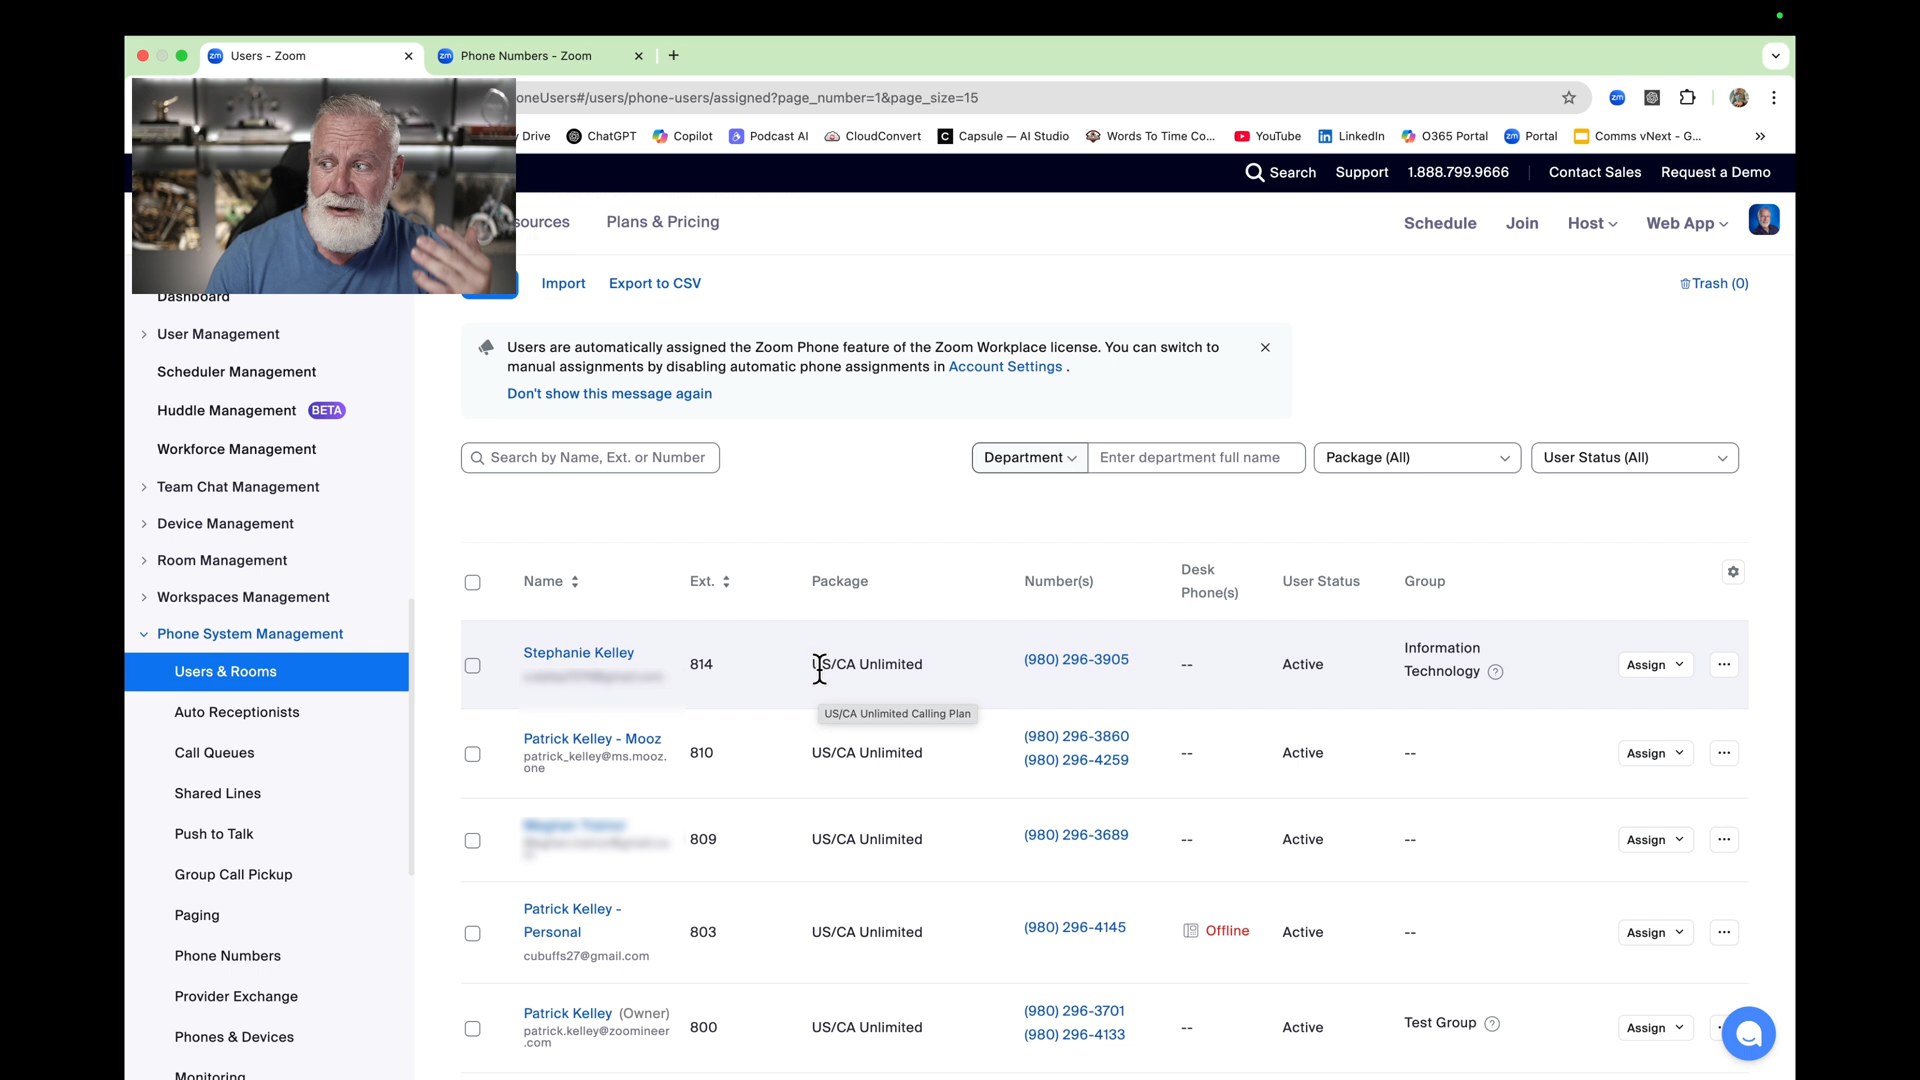 Users - Zoom
Phone Numbers - Zoom
oneUsers#/users/phone-users/assigned?page_number=1&page_size=15
Drive
ChatGPT
Copilot
Podcast AI
CloudConvert
Capsule — AI Studio
Words To Time Co...
YouTube
LinkedIn
O365 Portal
Portal
Comms vNext - G...
Search
Support
1.888.799.9666
Contact Sales
Request a Demo
sources
Plans & Pricing
Schedule
Join
Host
Web App
Import
Export to CSV
Trash (0)
Dashboard
User Management
Scheduler Management
Huddle Management BETA
Workforce Management
Team Chat Management
Device Management
Room Management
Workspaces Management
Phone System Management
Users & Rooms
Auto Receptionists
Call Queues
Shared Lines
Push to Talk
Group Call Pickup
Paging
Phone Numbers
Provider Exchange
Phones & Devices
Monitoring
Users are automatically assigned the Zoom Phone feature of the Zoom Workplace license. You can switch to
manual assignments by disabling automatic phone assignments in Account Settings .
Don't show this message again
Search by Name, Ext. or Number
Department
Enter department full name
Package (All)
User Status (All)
Name
Ext.
Package
Number(s)
Desk
Phone(s)
User Status
Group
Stephanie Kelley
814
US/CA Unlimited
(980) 296-3905
--
Active
Information
Technology
Assign
US/CA Unlimited Calling Plan
Patrick Kelley - Mooz
patrick_kelley@ms.mooz.
one
810
US/CA Unlimited
(980) 296-3860
(980) 296-4259
--
Active
--
Assign
809
US/CA Unlimited
(980) 296-3689
--
Active
--
Assign
Patrick Kelley -
Personal
cubuffs27@gmail.com
803
US/CA Unlimited
(980) 296-4145
Offline
Active
--
Assign
Patrick Kelley (Owner)
patrick.kelley@zoomineer
.com
800
US/CA Unlimited
(980) 296-3701
(980) 296-4133
--
Active
Test Group
Assign